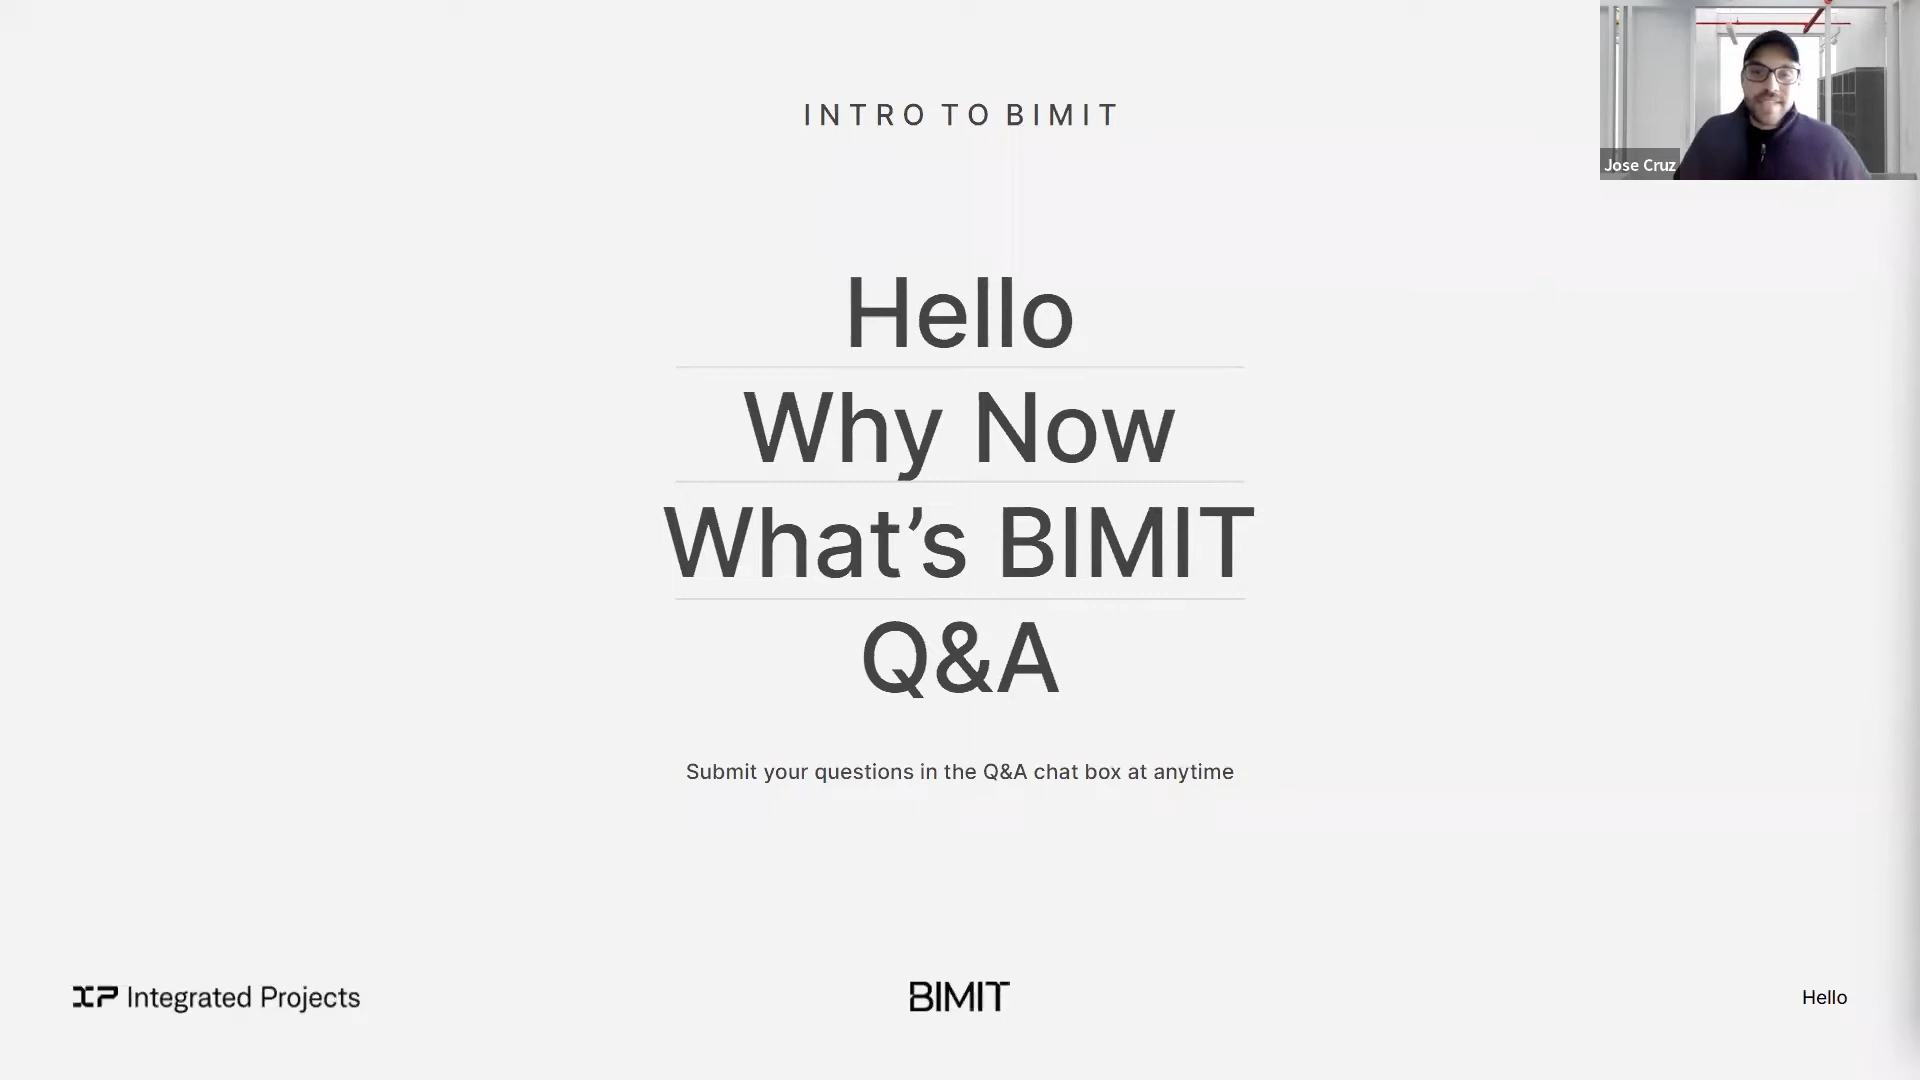 INTRO TO BIMIT
Jose Cruz
Hello
Why Now
What’s BIMIT
Q&A
Submit your questions in the Q&A chat box at anytime
IP Integrated Projects
BIMIT
Hello